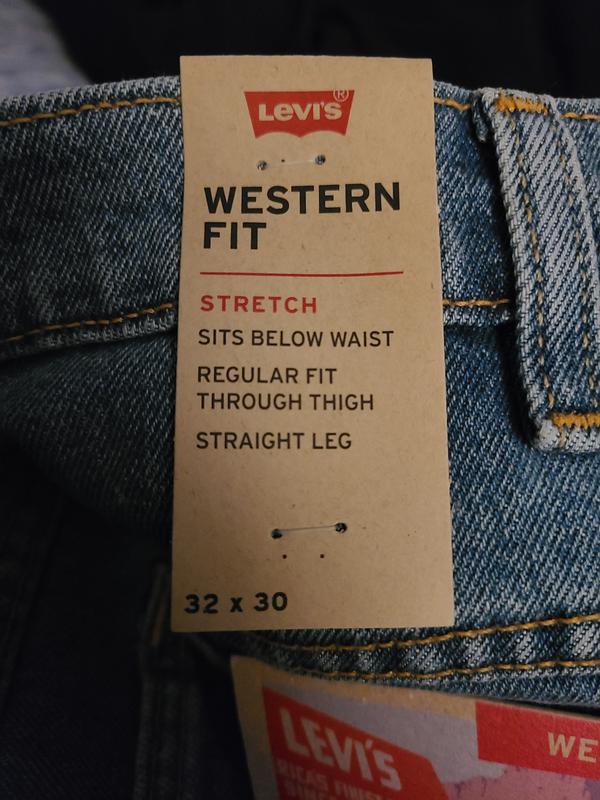 LEVI'S
®
WESTERN
FIT
STRETCH
SITS BELOW WAIST
REGULAR FIT
THROUGH THIGH
STRAIGHT LEG
32 x 30
LEVI'S
WE